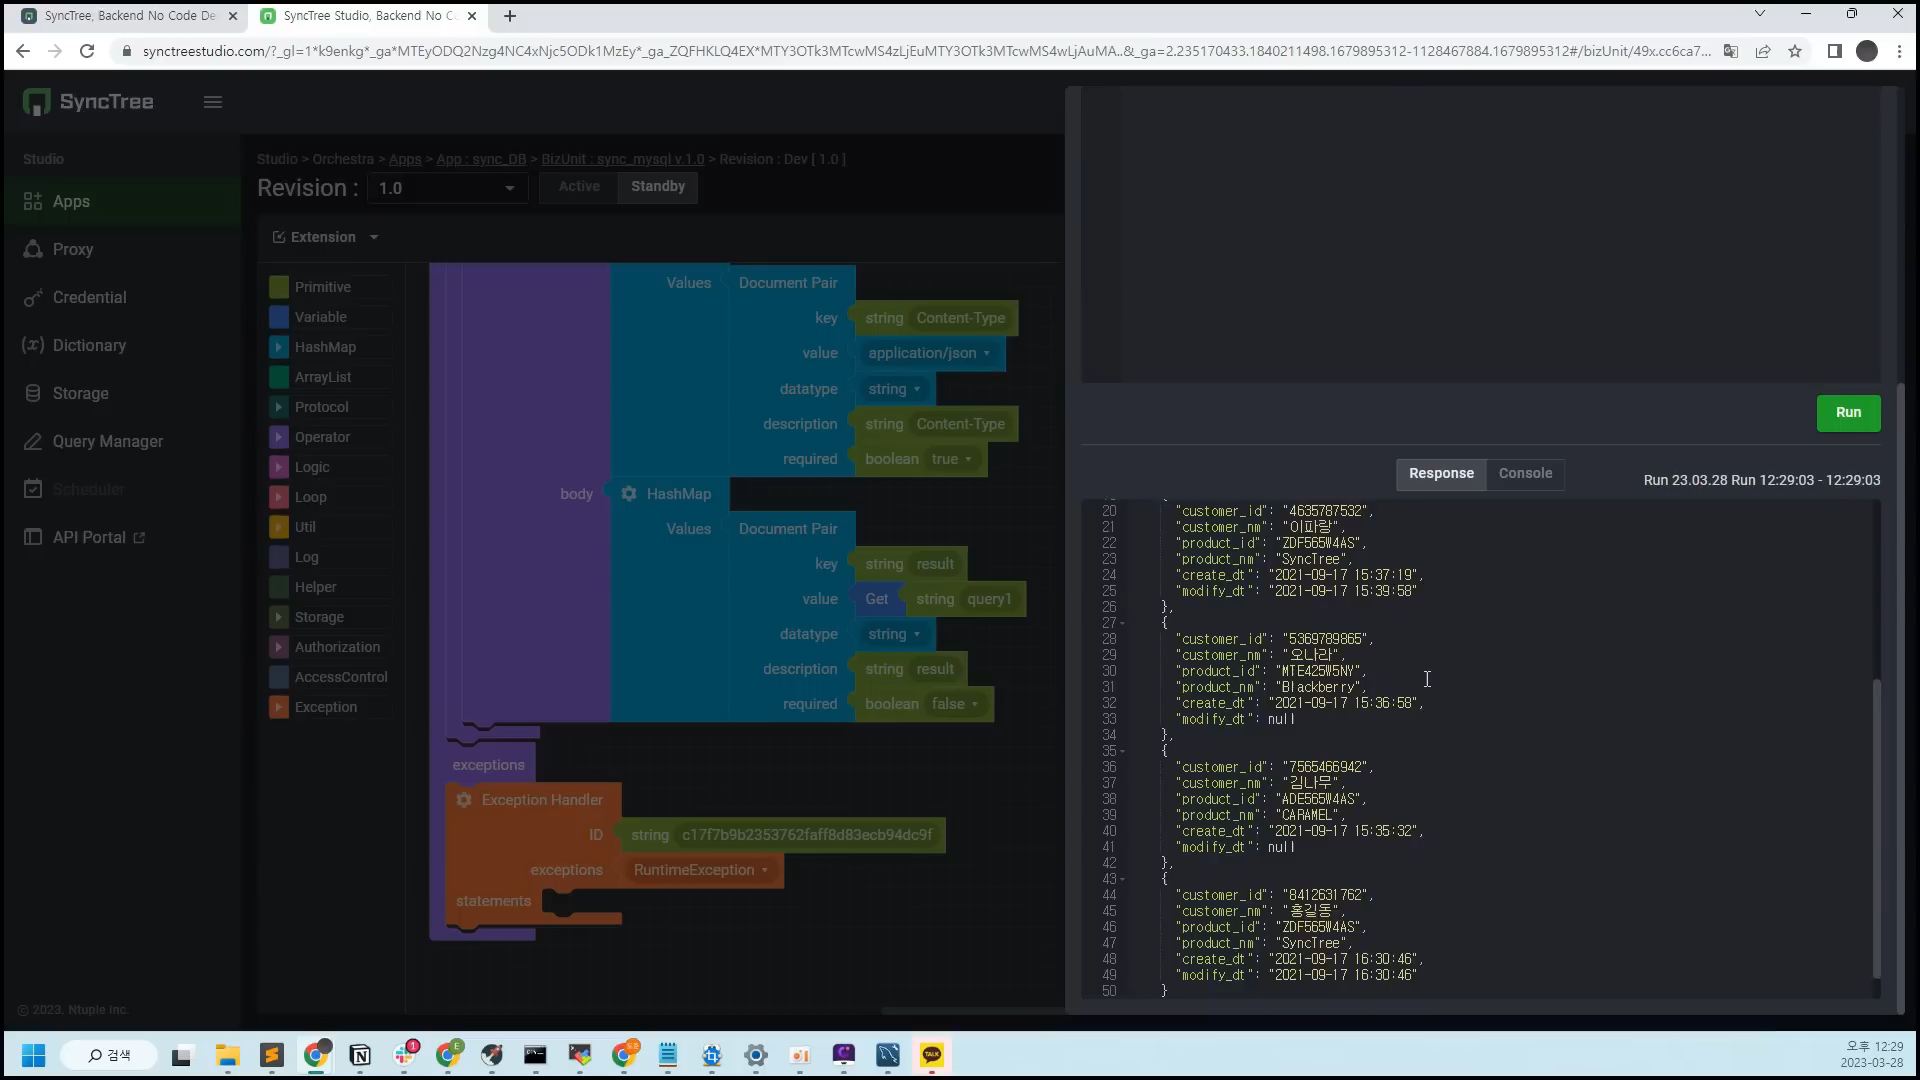 SyncTree, Backend No Code De
SyncTree Studio, Backend No C
synctreestudio.com/?_gl=1*k9enkg*_ga*MTEyODQ2Nzg4NC4xNjc5ODk1MzEy*_ga_ZQFHKLQ4EX*MTY3OTk3MTcwMS4zLjEuMTY3OTk3MTcwMS4wLjAuMA..&_ga=2.235170433.1840211498.1679895312-1128467884.1679895312#/bizUnit/49x.cc6ca7...
SyncTree
Studio
Apps
Proxy
Credential
Dictionary
Storage
Query Manager
Scheduler
API Portal
© 2023. Ntuple Inc.
Studio > Orchestra > Apps > App : sync_DB > BizUnit : sync_mysql v.1.0 > Revision : Dev [ 1.0 ]
Revision : 1.0 Active Standby
Extension
Primitive
Variable
HashMap
ArrayList
Protocol
Operator
Logic
Loop
Util
Log
Helper
Storage
Authorization
AccessControl
Exception
Values Document Pair
key string Content-Type
value application/json
datatype string
description string Content-Type
required boolean true
body HashMap
Values Document Pair
key string result
value Get string query1
datatype string
description string result
required boolean false
exceptions
Exception Handler
ID string c17f7b9b2353762faff8d83ecb94dc9f
exceptions RuntimeException
statements
Run
Response Console Run 23.03.28 Run 12:29:03 - 12:29:03
19 {
20 "customer_id": "4635787532",
21 "customer_nm": "이파랑",
22 "product_id": "ZDF565W4AS",
23 "product_nm": "SyncTree",
24 "create_dt": "2021-09-17 15:37:19",
25 "modify_dt": "2021-09-17 15:39:58"
26 },
27 {
28 "customer_id": "5369789865",
29 "customer_nm": "오나라",
30 "product_id": "MTE425W5NY",
31 "product_nm": "Blackberry",
32 "create_dt": "2021-09-17 15:36:58",
33 "modify_dt": null
34 },
35 {
36 "customer_id": "7565466942",
37 "customer_nm": "김나무",
38 "product_id": "ADE565W4AS",
39 "product_nm": "CARAMEL",
40 "create_dt": "2021-09-17 15:35:32",
41 "modify_dt": null
42 },
43 {
44 "customer_id": "8412631762",
45 "customer_nm": "홍길동",
46 "product_id": "ZDF565W4AS",
47 "product_nm": "SyncTree",
48 "create_dt": "2021-09-17 16:30:46",
49 "modify_dt": "2021-09-17 16:30:46"
50 }
검색
1
E
TALK
오후 12:29
2023-03-28